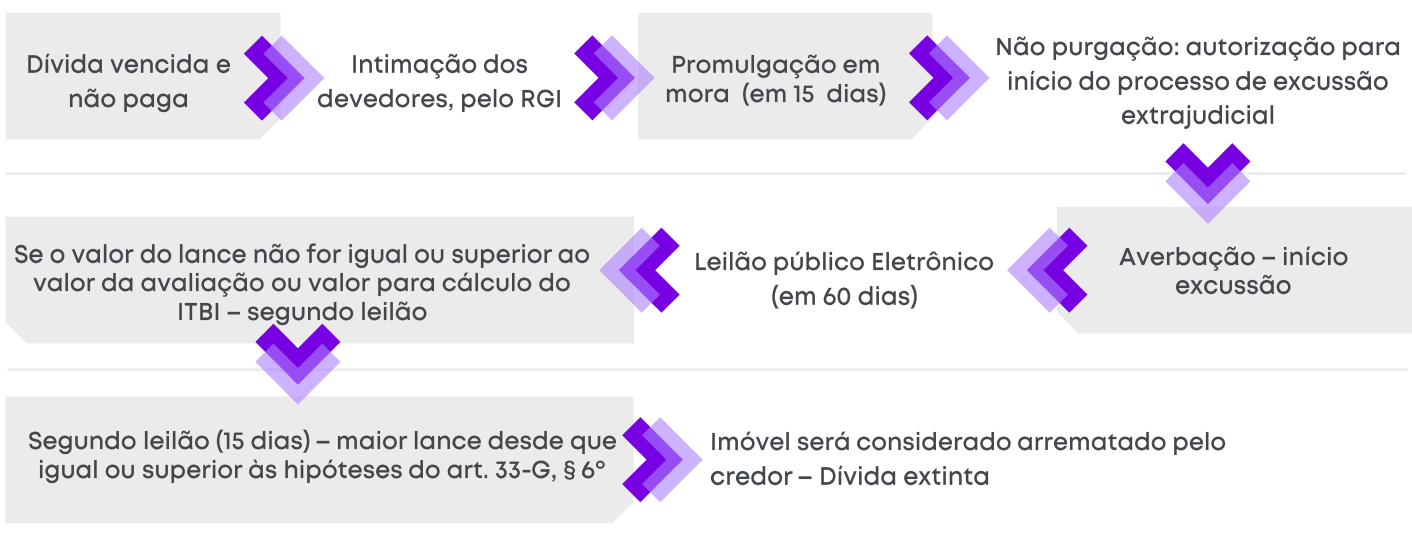 Dívida vencida e
não paga
Intimação dos
devedores, pelo RGI
Promulgação em
mora (em 15 dias)
Não purgação: autorização para
início do processo de excussão
extrajudicial
Averbação – início
excussão
Leilão público Eletrônico
(em 60 dias)
Se o valor do lance não for igual ou superior ao
valor da avaliação ou valor para cálculo do
ITBI – segundo leilão
Segundo leilão (15 dias) – maior lance desde que
igual ou superior às hipóteses do art. 33-G, § 6º
Imóvel será considerado arrematado pelo
credor – Dívida extinta